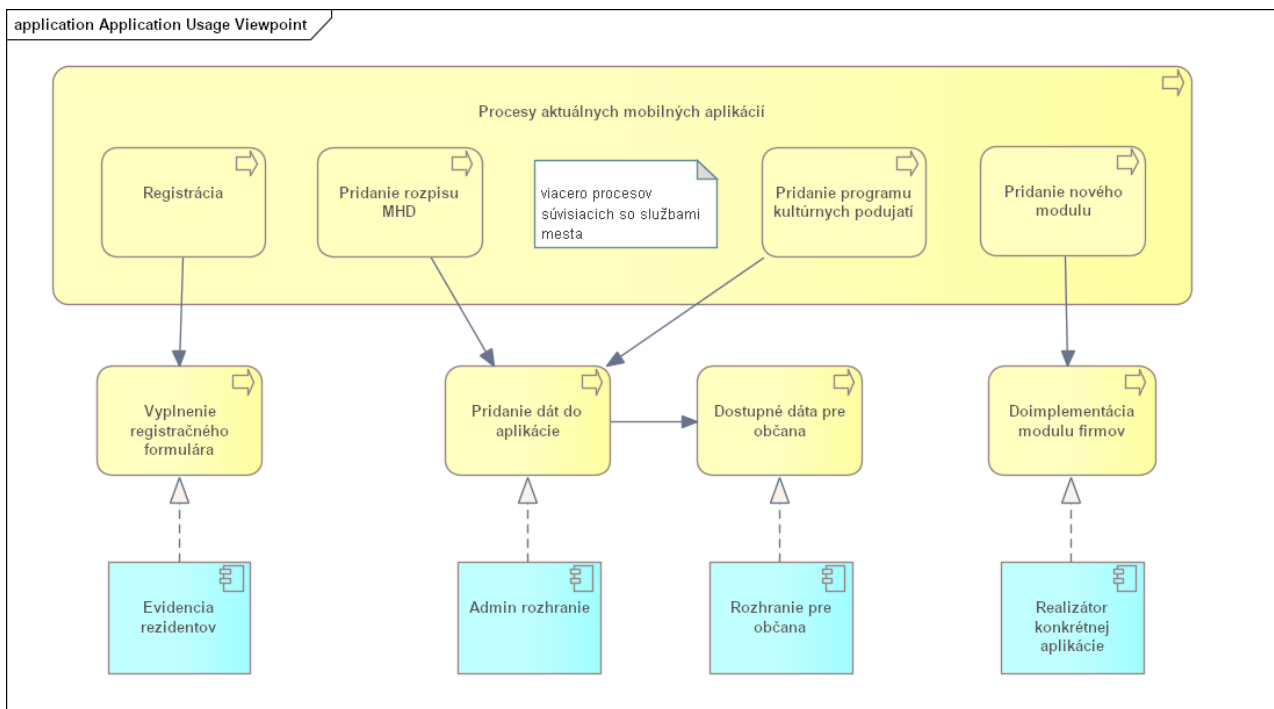 application Application Usage Viewpoint
Procesy aktuálnych mobilných aplikácií
Registrácia
Pridanie rozpisu
MHD
viacero procesov
súvisiacich so službami
mesta
Pridanie programu
kultúrnych podujatí
Pridanie nového
modulu
Vyplnenie
registračného
formulára
Pridanie dát do
aplikácie
Dostupné dáta pre
občana
Doimplementácia
modulu firmov
Evidencia
rezidentov
Admin rozhranie
Rozhranie pre
občana
Realizátor
konkrétnej
aplikácie